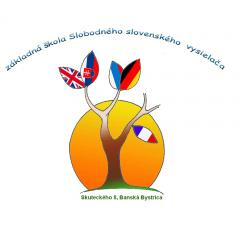 základná škola Slobodného slovenského vysielača
Skuteckého 8, Banská Bystrica